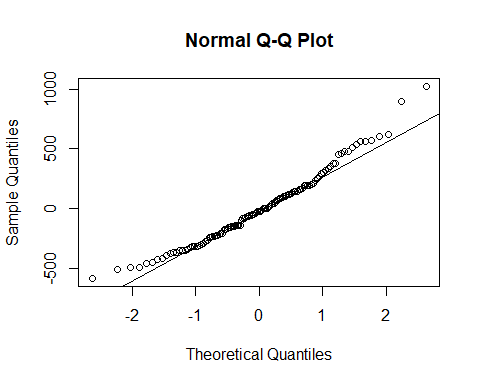 Normal Q-Q Plot
Sample Quantiles
1000
500
0
-500
-2 -1 0 1 2
Theoretical Quantiles